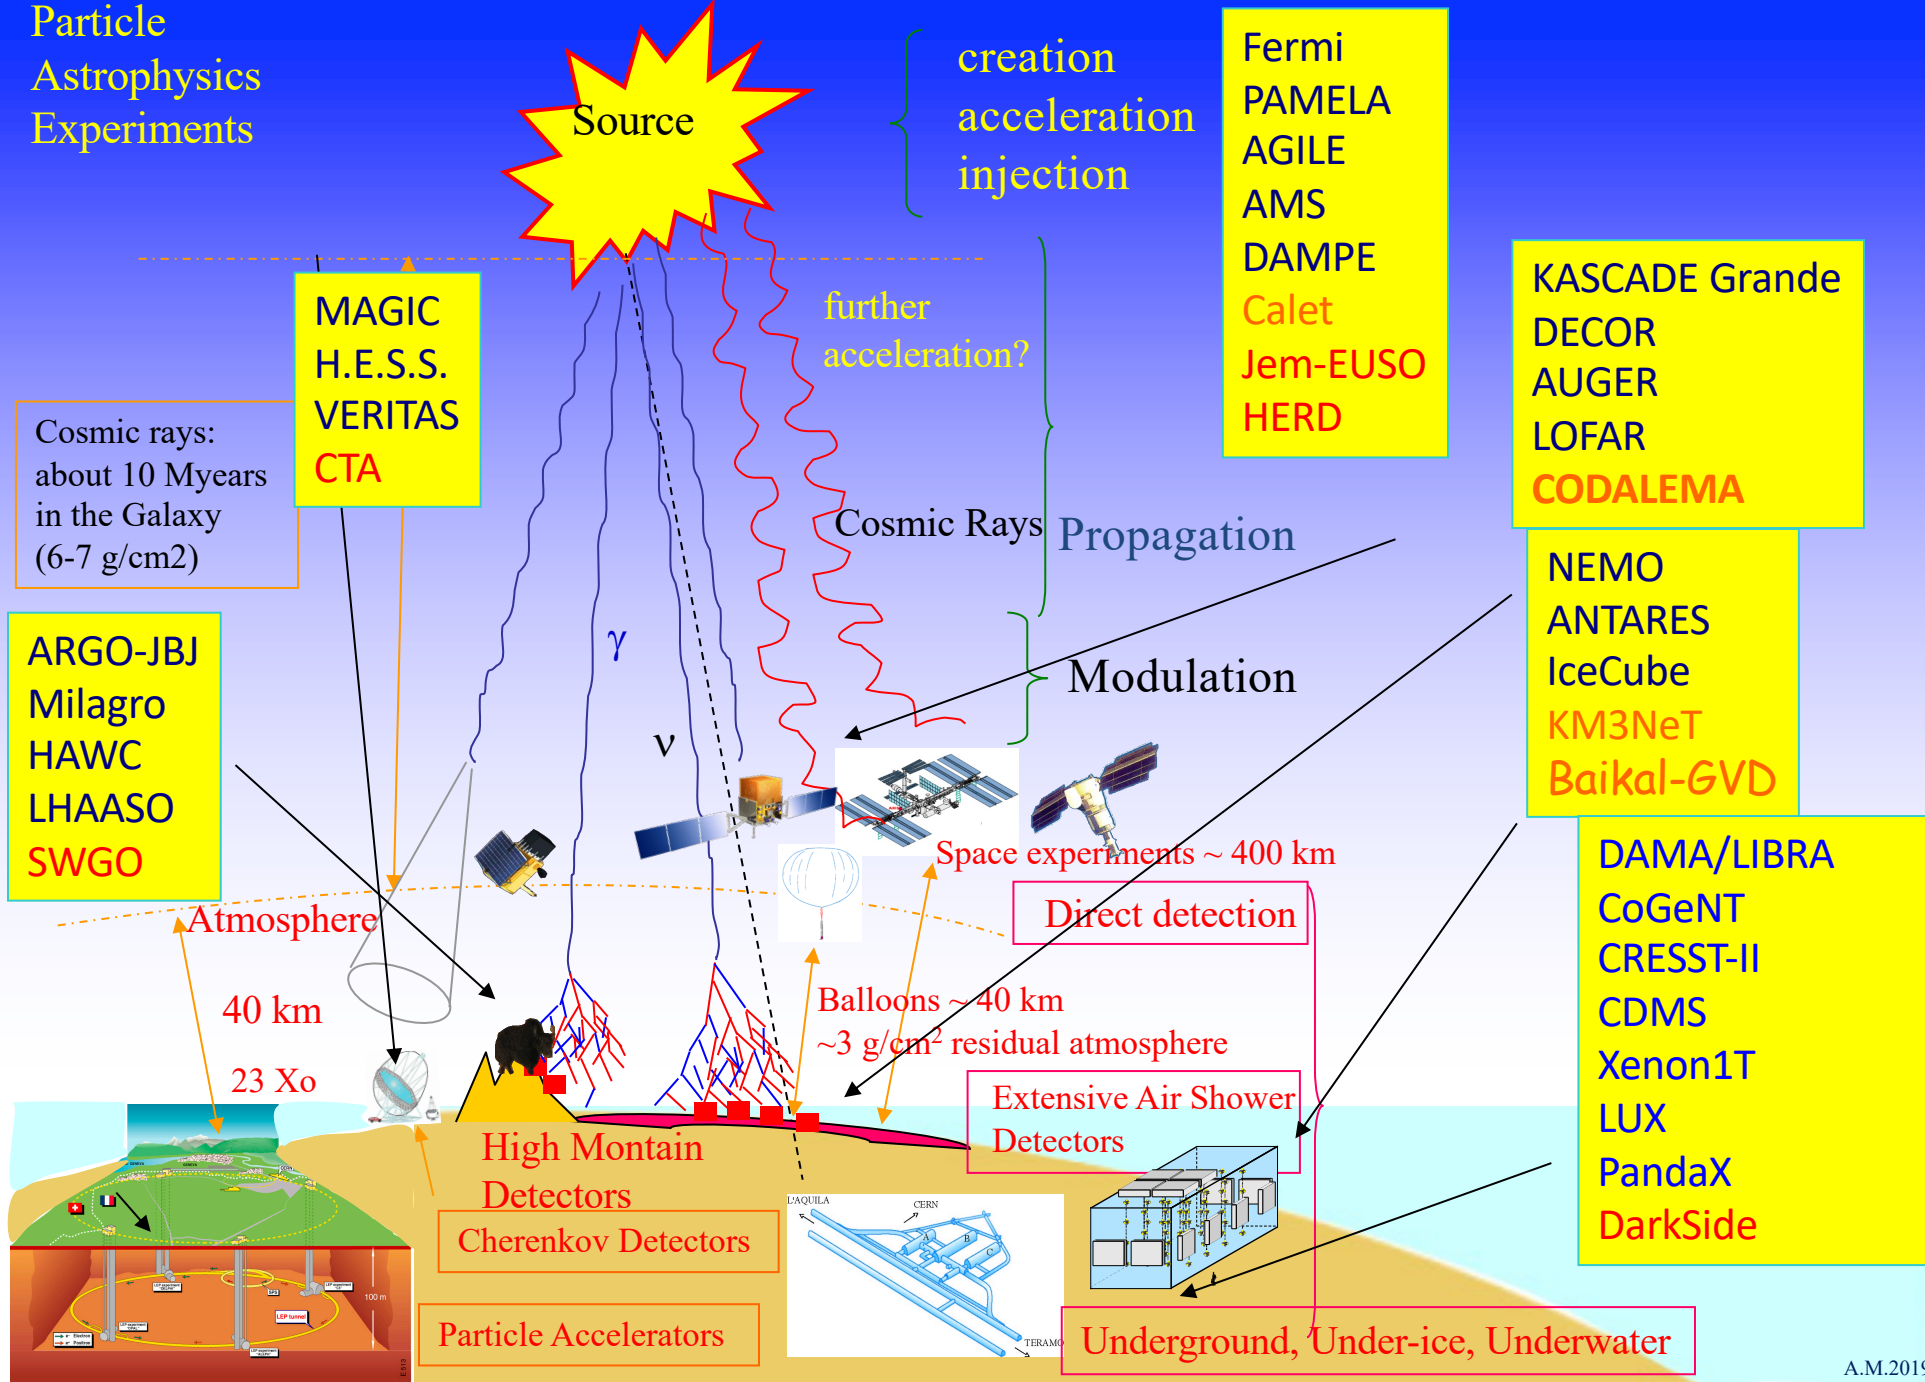 Particle
Astrophysics
Experiments
Source
creation
acceleration
injection
Fermi
PAMELA
AGILE
AMS
DAMPE
Calet
Jem-EUSO
HERD
KASCADE Grande
DECOR
AUGER
LOFAR
CODALEMA
MAGIC
H.E.S.S.
VERITAS
CTA
further
acceleration?
Cosmic rays:
about 10 Myears
in the Galaxy
(6-7 g/cm2)
Cosmic Rays
Propagation
NEMO
ANTARES
IceCube
KM3NeT
Baikal-GVD
ARGO-JBJ
Milagro
HAWC
LHAASO
SWGO
γ
ν
Modulation
Space experiments ~ 400 km
Direct detection
DAMA/LIBRA
CoGeNT
CRESST-II
CDMS
Xenon1T
LUX
PandaX
DarkSide
Atmosphere
40 km
23 Xo
Balloons ~ 40 km
~3 g/cm² residual atmosphere
Extensive Air Shower
Detectors
High Montain
Detectors
Cherenkov Detectors
Particle Accelerators
L'AQUILA
CERN
A
B
C
TERAMO
100 m
LEP tunnel
Underground, Under-ice, Underwater
A.M.2019